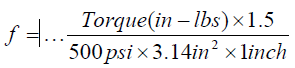 f = |... Torque(in – lbs) × 1.5
500 psi × 3.14in² × 1inch